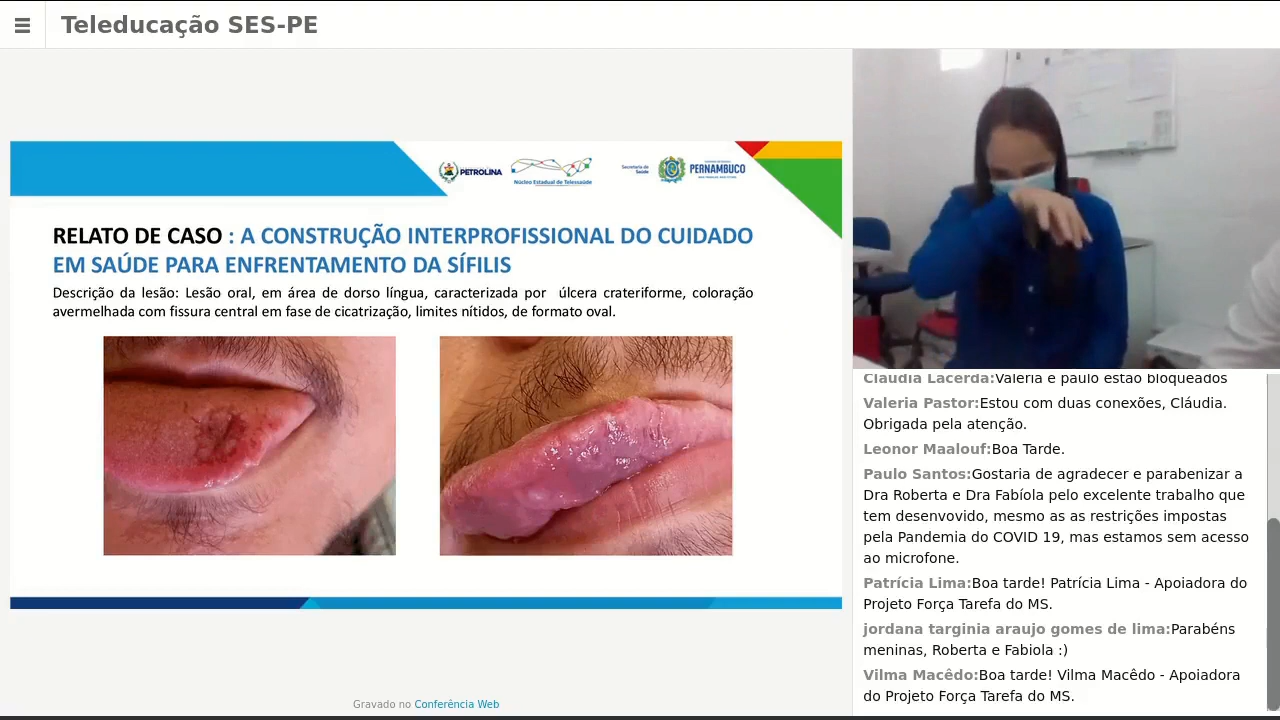 Teleducação SES-PE
PETROLINA
Núcleo Estadual de Telessaúde
Secretaria de
Saúde
PERNAMBUCO
RELATO DE CASO : A CONSTRUÇÃO INTERPROFISSIONAL DO CUIDADO
EM SAÚDE PARA ENFRENTAMENTO DA SÍFILIS
Descrição da lesão: Lesão oral, em área de dorso língua, caracterizada por úlcera crateriforme, coloração
avermelhada com fissura central em fase de cicatrização, limites nítidos, de formato oval.
Gravado no Conferência Web
Claudia Lacerda:Valeria e paulo estao bloqueados
Valeria Pastor:Estou com duas conexões, Cláudia.
Obrigada pela atenção.
Leonor Maalouf:Boa Tarde.
Paulo Santos:Gostaria de agradecer e parabenizar a
Dra Roberta e Dra Fabíola pelo excelente trabalho que
tem desenvovido, mesmo as as restrições impostas
pela Pandemia do COVID 19, mas estamos sem acesso
ao microfone.
Patrícia Lima:Boa tarde! Patrícia Lima - Apoiadora do
Projeto Força Tarefa do MS.
jordana targinia araujo gomes de lima:Parabéns
meninas, Roberta e Fabiola :)
Vilma Macêdo:Boa tarde! Vilma Macêdo - Apoiadora
do Projeto Força Tarefa do MS.